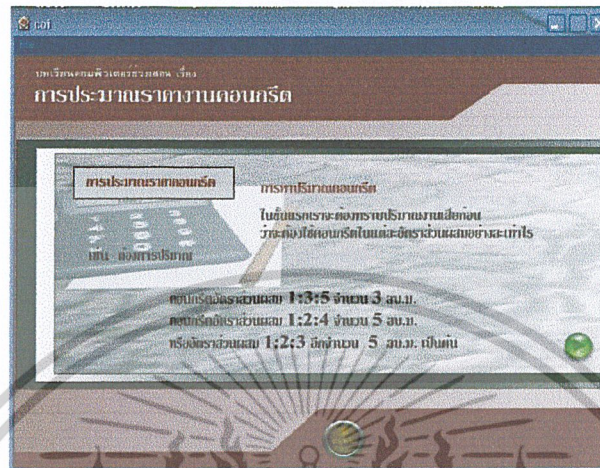 cai
บทเรียนคอมพิวเตอร์ช่วยสอน เรื่อง
การประมาณราคางานคอนกรีต
การประมาณราคาคอนกรีต
การหาปริมาณคอนกรีต
ในขั้นแรกเราจะต้องทราบปริมาณงานเสียก่อน
ว่าจะต้องใช้คอนกรีตในแต่ละอัตราส่วนผสมอย่างละเท่าไร
เช่น ต้องการปริมาณ
คอนกรีตอัตราส่วนผสม 1:3:5 จำนวน 3 ลบ.ม.
คอนกรีตอัตราส่วนผสม 1:2:4 จำนวน 5 ลบ.ม.
หรืออัตราส่วนผสม 1:2:3 อีกจำนวน 5 ลบ.ม. เป็นต้น